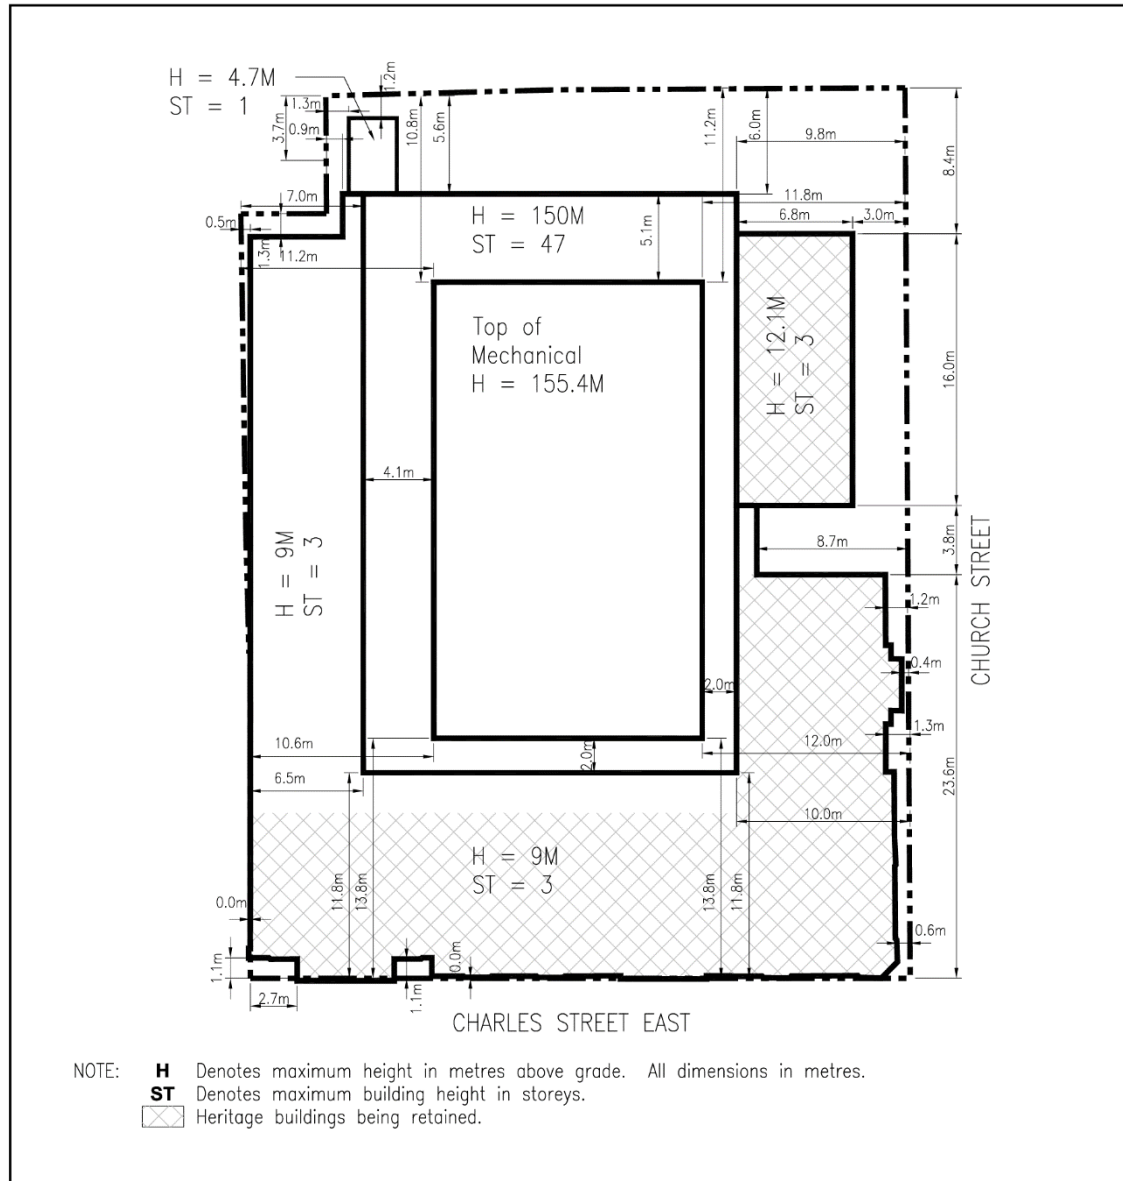 H = 4.7M
ST = 1
1.2m
1.3m
3.7m
0.9m
10.8m
5.6m
11.2m
6.0m
9.8m
8.4m
7.0m
11.8m
0.5m
H = 150M
ST = 47
5.1m
6.8m
3.0m
1.3m
11.2m
Top of
Mechanical
H = 155.4M
H = 12.1M
ST = 3
16.0m
4.1m
H = 9M
ST = 3
8.7m
3.8m
CHURCH STREET
1.2m
0.4m
2.0m
1.3m
10.6m
2.0m
12.0m
23.6m
6.5m
10.0m
H = 9M
ST = 3
11.8m
13.8m
13.8m
11.8m
0.0m
0.6m
1.1m
0.0m
2.7m
1.1m
CHARLES STREET EAST
NOTE: H Denotes maximum height in metres above grade. All dimensions in metres.
ST Denotes maximum building height in storeys.
Heritage buildings being retained.